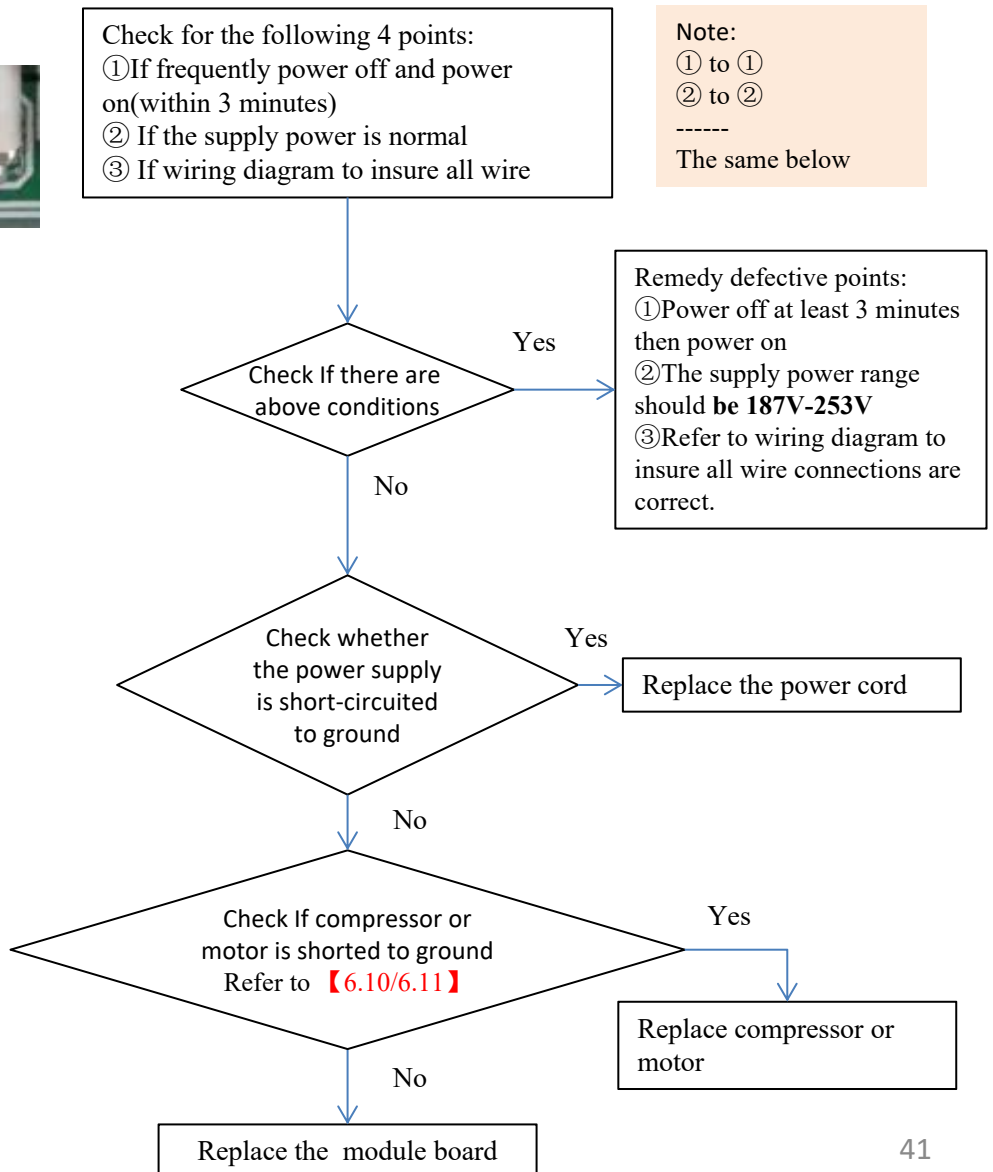 Check for the following 4 points:
①If frequently power off and power
on(within 3 minutes)
② If the supply power is normal
③ If wiring diagram to insure all wire
Note:
① to ①
② to ②
------
The same below
Remedy defective points:
①Power off at least 3 minutes
then power on
②The supply power range
should be 187V-253V
③Refer to wiring diagram to
insure all wire connections are
correct.
Yes
Check If there are
above conditions
No
Check whether
the power supply
is short-circuited
to ground
Yes
Replace the power cord
No
Check If compressor or
motor is shorted to ground
Refer to 【6.10/6.11】
Yes
Replace compressor or
motor
No
Replace the  module board
41